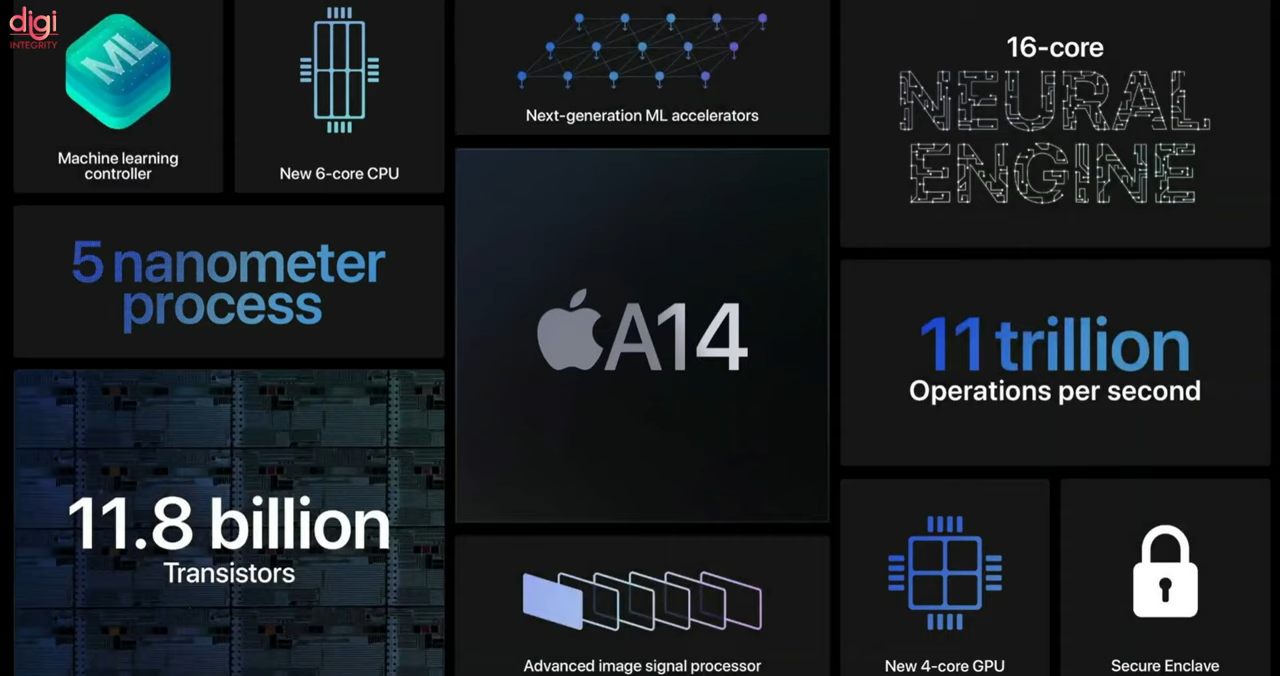 digi
INTEGRITY
ML
Machine learning
controller
New 6-core CPU
Next-generation ML accelerators
16-core
NEURAL
ENGINE
5 nanometer
process
A14
11 trillion
Operations per second
11.8 billion
Transistors
Advanced image signal processor
New 4-core GPU
Secure Enclave